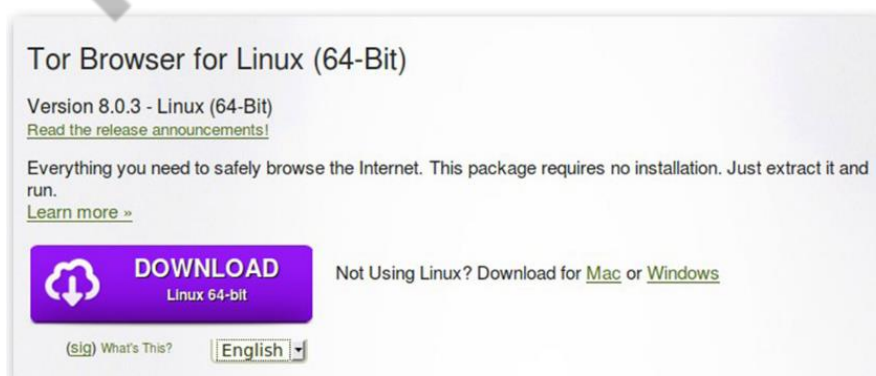 Tor Browser for Linux (64-Bit)
Version 8.0.3 - Linux (64-Bit)
Read the release announcements!
Everything you need to safely browse the Internet. This package requires no installation. Just extract it and
run.
Learn more »
DOWNLOAD
Linux 64-bit
Not Using Linux? Download for Mac or Windows
(sig) What's This?
English